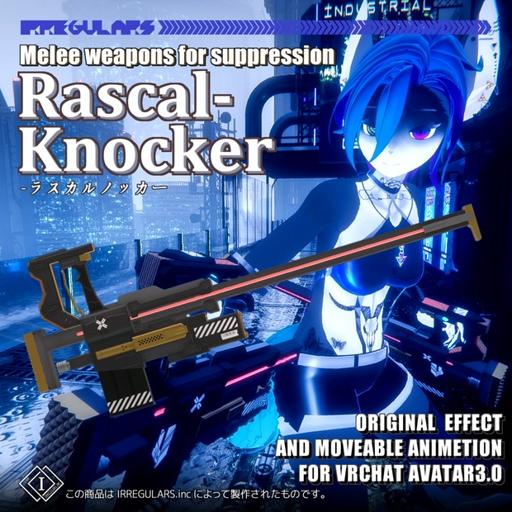 INDUSTRIAL
IRREGULARS
Melee weapons for suppression
Rascal-
Knocker
-ラスカルノッカー
ORIGINAL EFFECT
AND MOVEABLE ANIMETION
FOR VRCHAT AVATAR3.0
I
この商品は IRREGULARS.inc によって製作されたものです。